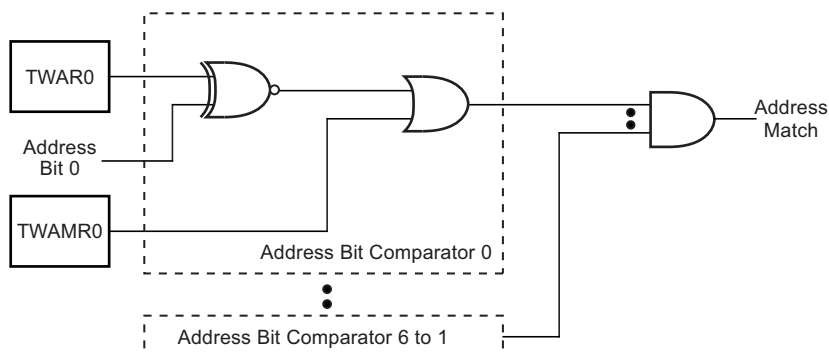 TWAR0
Address
Bit 0
TWAMR0
Address Bit Comparator 0
Address
Match
Address Bit Comparator 6 to 1